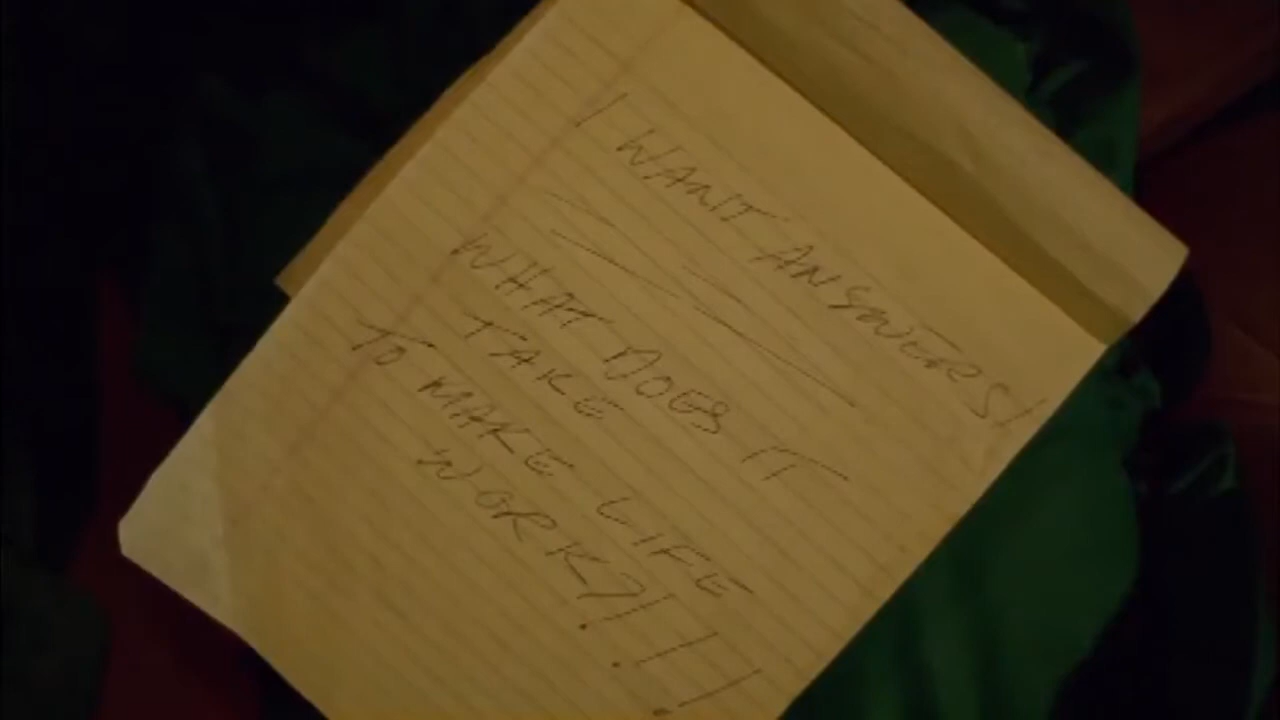 I WANT ANSWERS!
WHAT DOES IT
TAKE
TO MAKE LIFE
WORK?!!!